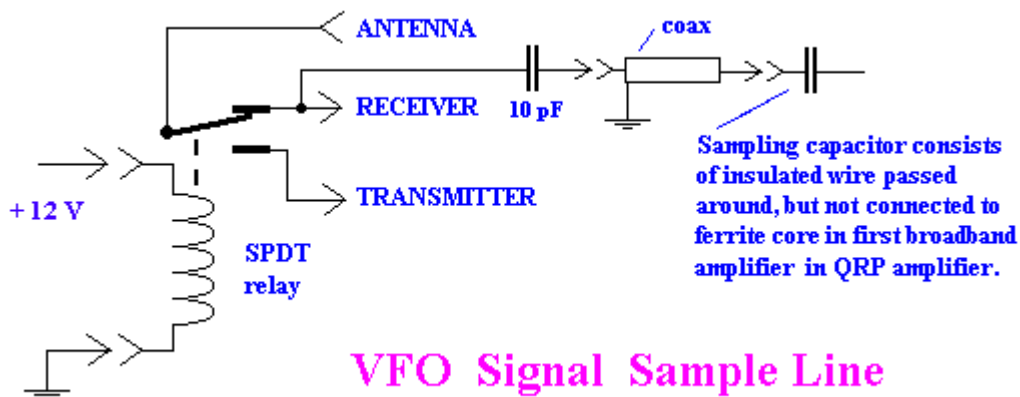 ANTENNA
coax
RECEIVER
10 pF
Sampling capacitor consists
of insulated wire passed
around, but not connected to
ferrite core in first broadband
amplifier in QRP amplifier.
TRANSMITTER
+ 12 V
SPDT
relay
VFO Signal Sample Line